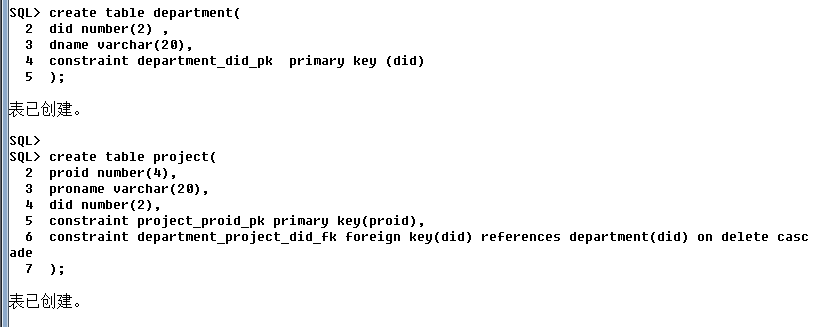 SQL> create table department(
  2  did number(2) ,
  3  dname varchar(20),
  4  constraint department_did_pk  primary key (did)
  5  );
表已创建。
SQL>
SQL> create table project(
  2  proid number(4),
  3  proname varchar(20),
  4  did number(2),
  5  constraint project_proid_pk primary key(proid),
  6  constraint department_project_did_fk foreign key(did) references department(did) on delete casc
ade
  7  );
表已创建。